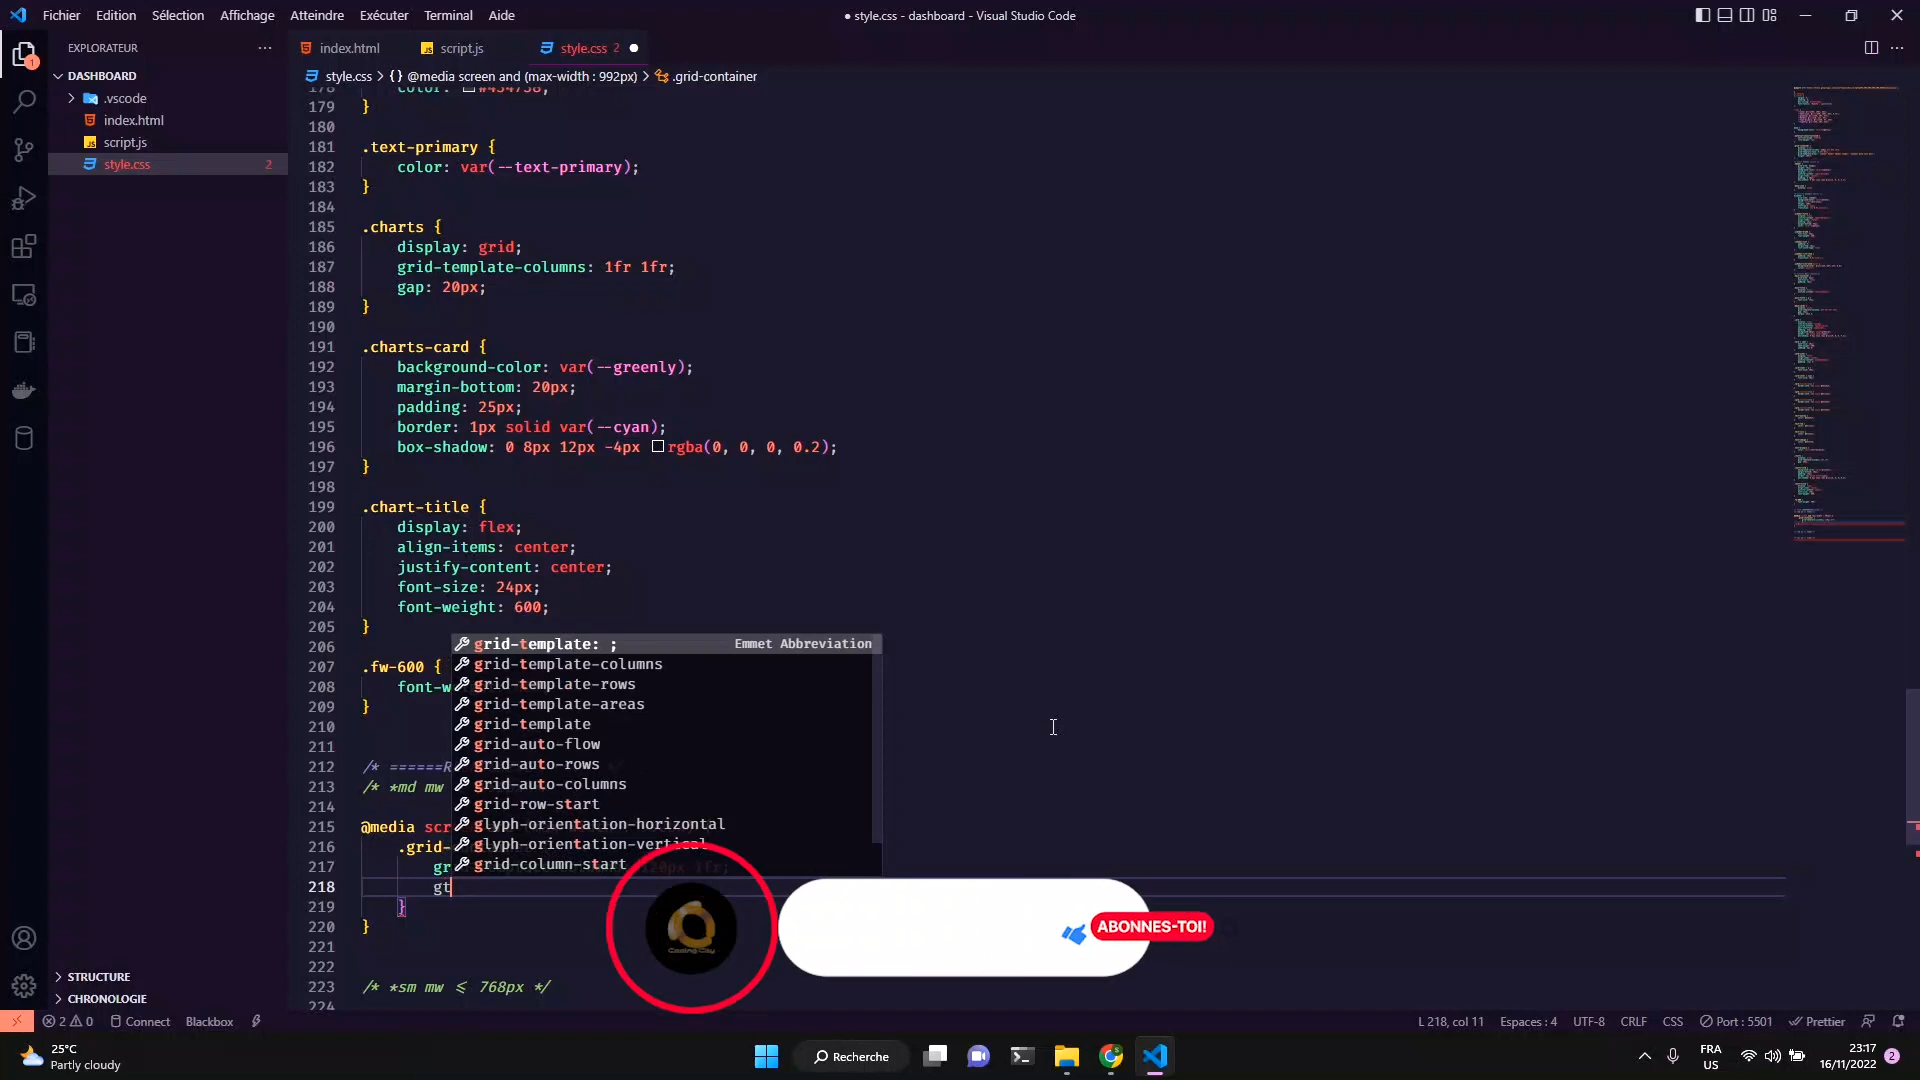 Fichier Edition Sélection Affichage Atteindre Exécuter Terminal Aide
● style.css - dashboard - Visual Studio Code
EXPLORATEUR
DASHBOARD
.vscode
index.html
script.js
style.css 2
STRUCTURE
CHRONOLOGIE
index.html script.js style.css 2
style.css > {} @media screen and (max-width : 992px) > .grid-container
179 }
180
181 .text-primary {
182 color: var(--text-primary);
183 }
184
185 .charts {
186 display: grid;
187 grid-template-columns: 1fr 1fr;
188 gap: 20px;
189 }
190
191 .charts-card {
192 background-color: var(--greenly);
193 margin-bottom: 20px;
194 padding: 25px;
195 border: 1px solid var(--cyan);
196 box-shadow: 0 8px 12px -4px rgba(0, 0, 0, 0.2);
197 }
198
199 .chart-title {
200 display: flex;
201 align-items: center;
202 justify-content: center;
203 font-size: 24px;
204 font-weight: 600;
205 }
206
207 .fw-600 {
208 font-w
209 }
210
211
212 /* ======R
213 /* *md mw
214
215 @media scr
216 .grid-
217 gr
218 gt
219 }
220 }
221
222
223 /* *sm mw <= 768px */
224
grid-template: ; Emmet Abbreviation
grid-template-columns
grid-template-rows
grid-template-areas
grid-template
grid-auto-flow
grid-auto-rows
grid-auto-columns
grid-row-start
glyph-orientation-horizontal
glyph-orientation-vertical
grid-column-start
Coding City
ABONNES-TOI!
2 0 Connect Blackbox
L 218, col 11 Espaces : 4 UTF-8 CRLF CSS Port : 5501 Prettier
25°C
Partly cloudy
Recherche
FRA
US
23:17
16/11/2022
2